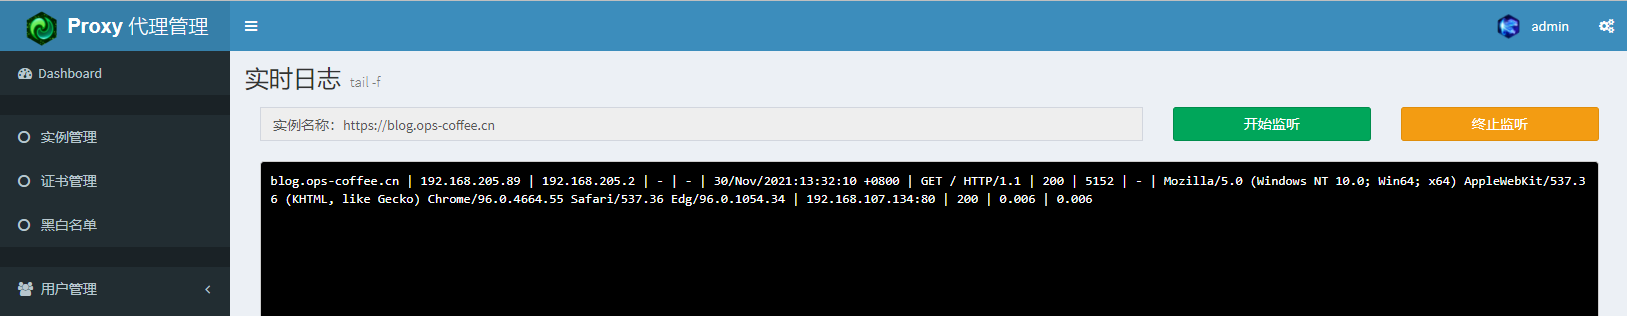 Proxy 代理管理
admin
Dashboard
实例管理
证书管理
黑白名单
用户管理
实时日志 tail -f
实例名称：https://blog.ops-coffee.cn
开始监听
终止监听
blog.ops-coffee.cn | 192.168.205.89 | 192.168.205.2 | - | - | 30/Nov/2021:13:32:10 +0800 | GET / HTTP/1.1 | 200 | 5152 | - | Mozilla/5.0 (Windows NT 10.0; Win64; x64) AppleWebKit/537.3
6 (KHTML, like Gecko) Chrome/96.0.4664.55 Safari/537.36 Edg/96.0.1054.34 | 192.168.107.134:80 | 200 | 0.006 | 0.006